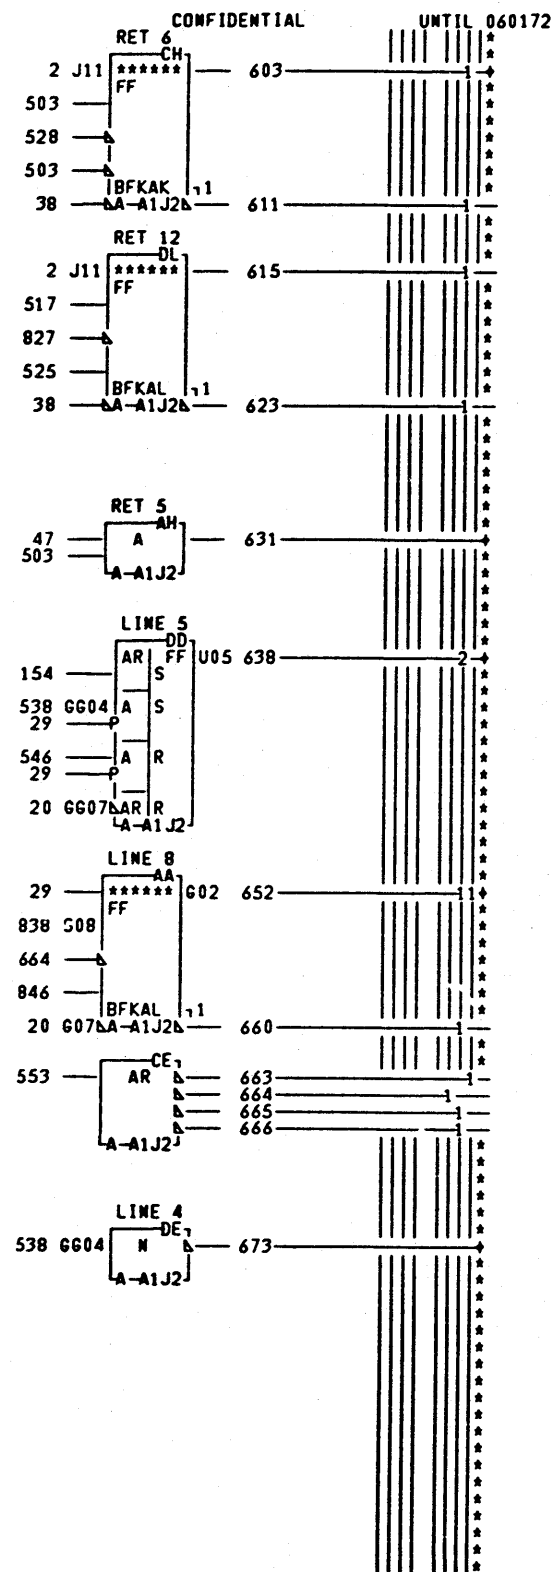 CONFIDENTIAL UNTIL 060172
RET 6
CH
2 J11 ****** 603 1
FF
503
528
503
BFKAK 1
38 A A1J2 611 1
RET 12
DL
2 J11 ****** 615 1
FF
517
827
525
BFKAL 1
38 A A1J2 623 1
RET 5
AH
47 A 631
503
A A1J2
LINE 5
DD
AR FF U05 638 2
154 S
538 GG04 A S
29 P
546 A R
29 P
20 GG07 AR R
A A1J2
LINE 8
AA
29 ****** G02 652 11
FF
838 S08
664
846
BFKAL 1
20 G07 A A1J2 660 1
CE
553 AR 663 1
664 1
665 1
666 1
A A1J2
LINE 4
DE
538 GG04 N 673
A A1J2